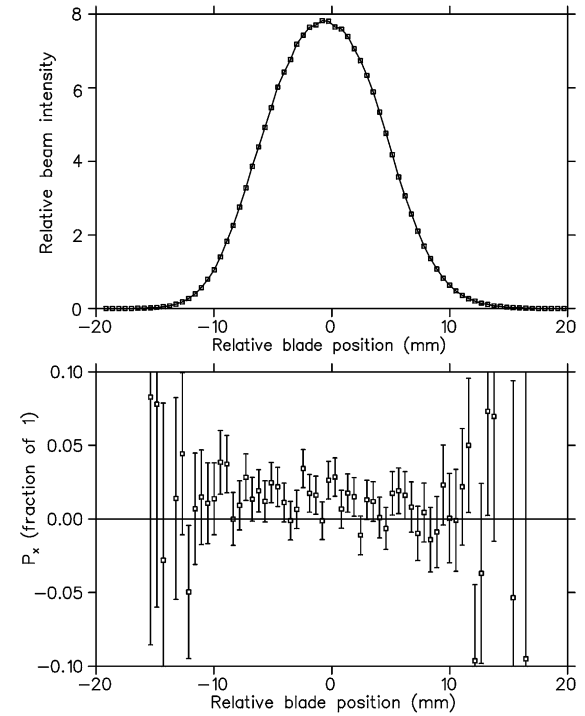 8
6
4
2
0
Relative beam intensity
−20 −10 0 10 20
Relative blade position (mm)
0.10
0.05
0.00
−0.05
−0.10
Pₓ (fraction of 1)
−20 −10 0 10 20
Relative blade position (mm)